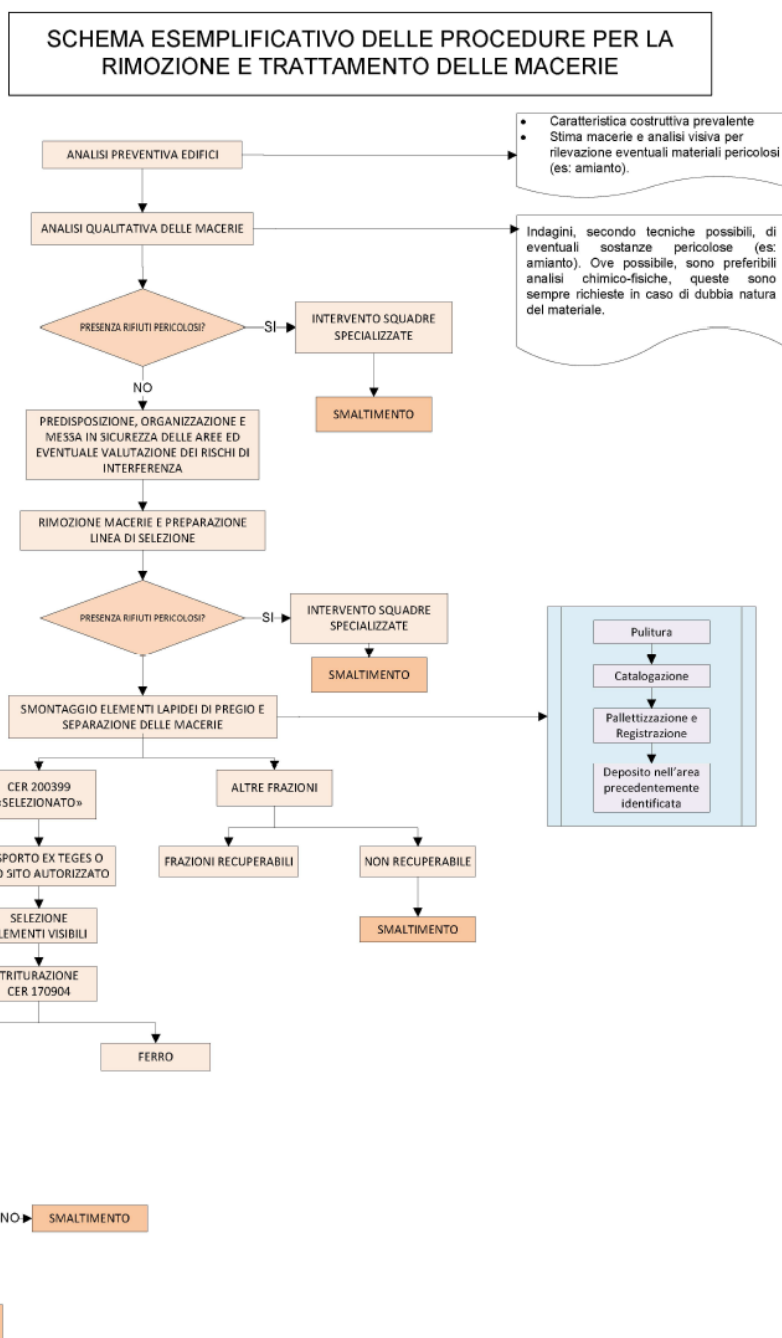 SCHEMA ESEMPLIFICATIVO DELLE PROCEDURE PER LA
RIMOZIONE E TRATTAMENTO DELLE MACERIE
ANALISI PREVENTIVA EDIFICI
• Caratteristica costruttiva prevalente
• Stima macerie e analisi visiva per
rilevazione eventuali materiali pericolosi
(es: amianto).
ANALISI QUALITATIVA DELLE MACERIE
Indagini, secondo tecniche possibili, di
eventuali sostanze pericolose (es:
amianto). Ove possibile, sono preferibili
analisi chimico-fisiche, queste sono
sempre richieste in caso di dubbia natura
del materiale.
PRESENZA RIFIUTI PERICOLOSI?
SI
INTERVENTO SQUADRE
SPECIALIZZATE
SMALTIMENTO
NO
PREDISPOSIZIONE, ORGANIZZAZIONE E
MESSA IN SICUREZZA DELLE AREE ED
EVENTUALE VALUTAZIONE DEI RISCHI DI
INTERFERENZA
RIMOZIONE MACERIE E PREPARAZIONE
LINEA DI SELEZIONE
PRESENZA RIFIUTI PERICOLOSI?
SI
INTERVENTO SQUADRE
SPECIALIZZATE
SMALTIMENTO
SMONTAGGIO ELEMENTI LAPIDEI DI PREGIO E
SEPARAZIONE DELLE MACERIE
Pulitura
Catalogazione
Pallettizzazione e
Registrazione
Deposito nell'area
precedentemente
identificata
CER 200399
«SELEZIONATO»
ALTRE FRAZIONI
SPORTO EX TEGES O
O SITO AUTORIZZATO
FRAZIONI RECUPERABILI
NON RECUPERABILE
SMALTIMENTO
SELEZIONE
LEMENTI VISIBILI
TRITURAZIONE
CER 170904
FERRO
NO
SMALTIMENTO